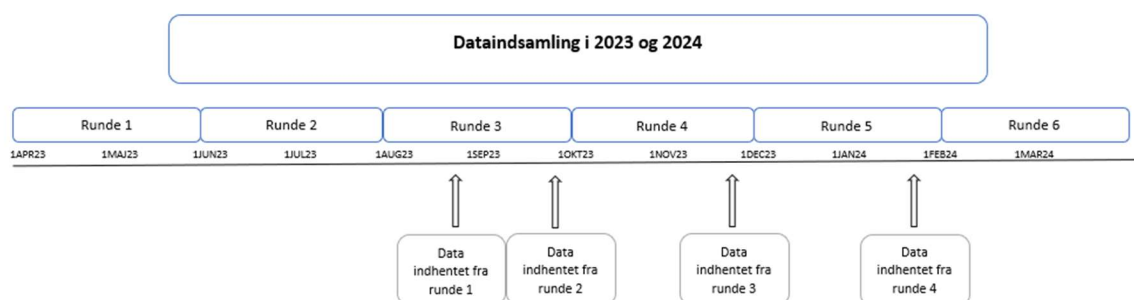 Dataindsamling i 2023 og 2024
Runde 1 Runde 2 Runde 3 Runde 4 Runde 5 Runde 6
1APR23 1MAJ23 1JUN23 1JUL23 1AUG23 1SEP23 1OKT23 1NOV23 1DEC23 1JAN24 1FEB24 1MAR24
Data
indhentet fra
runde 1
Data
indhentet fra
runde 2
Data
indhentet fra
runde 3
Data
indhentet fra
runde 4